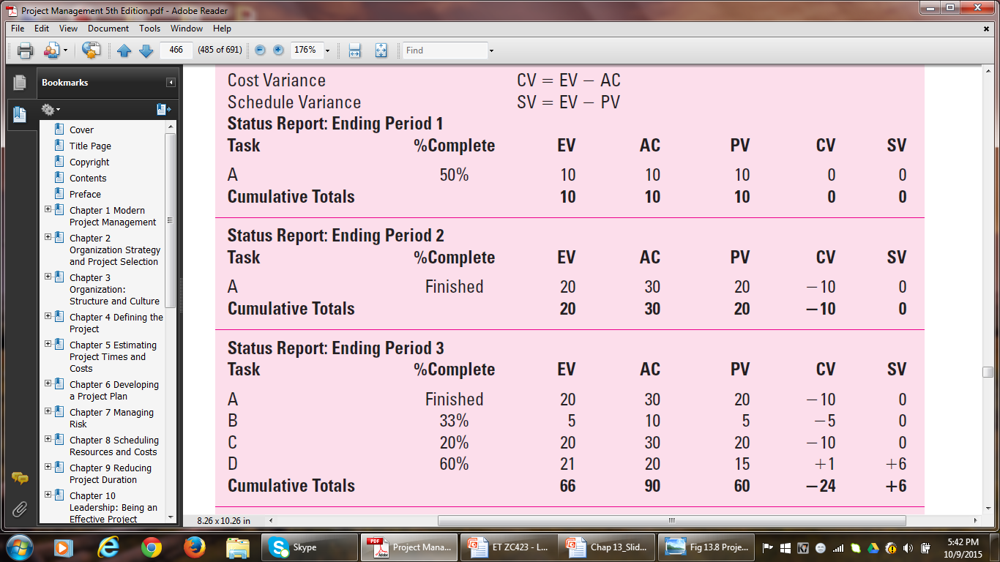 Project Management 5th Edition.pdf - Adobe Reader
File Edit View Document Tools Window Help
466 (485 of 691) 176% Find
Bookmarks
Cover
Title Page
Copyright
Contents
Preface
Chapter 1 Modern
Project Management
Chapter 2
Organization Strategy
and Project Selection
Chapter 3
Organization:
Structure and Culture
Chapter 4 Defining the
Project
Chapter 5 Estimating
Project Times and
Costs
Chapter 6 Developing
a Project Plan
Chapter 7 Managing
Risk
Chapter 8 Scheduling
Resources and Costs
Chapter 9 Reducing
Project Duration
Chapter 10
Leadership: Being an
Effective Project
Cost Variance CV = EV − AC
Schedule Variance SV = EV − PV
Status Report: Ending Period 1
Task %Complete EV AC PV CV SV
A 50% 10 10 10 0 0
Cumulative Totals 10 10 10 0 0
Status Report: Ending Period 2
Task %Complete EV AC PV CV SV
A Finished 20 30 20 −10 0
Cumulative Totals 20 30 20 −10 0
Status Report: Ending Period 3
Task %Complete EV AC PV CV SV
A Finished 20 30 20 −10 0
B 33% 5 10 5 −5 0
C 20% 20 30 20 −10 0
D 60% 21 20 15 +1 +6
Cumulative Totals 66 90 60 −24 +6
8.26 x 10.26 in
Skype
PDF Adobe Project Mana...
ET ZC423 - L...
Chap 13_Slid...
Fig 13.8 Proje...
5:42 PM
10/9/2015